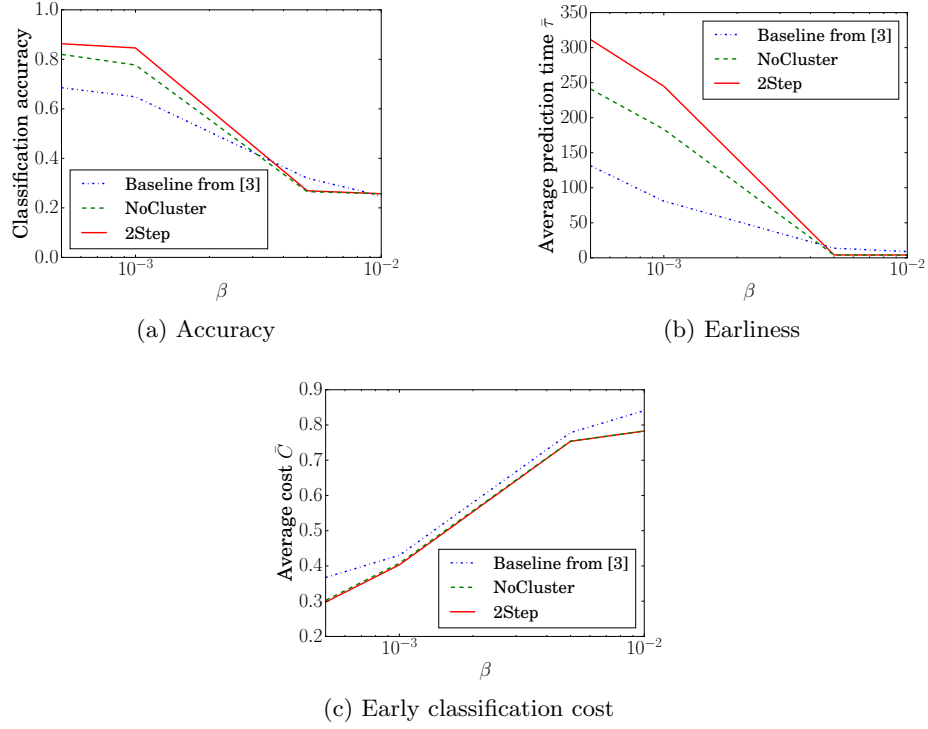 1.0
0.8
0.6
0.4
0.2
0.0
Classification accuracy
Baseline from [3]
NoCluster
2Step
10⁻³
10⁻²
β
(a) Accuracy
350
300
250
200
150
100
50
0
Average prediction time τ̄
Baseline from [3]
NoCluster
2Step
10⁻³
10⁻²
β
(b) Earliness
0.9
0.8
0.7
0.6
0.5
0.4
0.3
0.2
Average cost C̄
Baseline from [3]
NoCluster
2Step
10⁻³
10⁻²
β
(c) Early classification cost